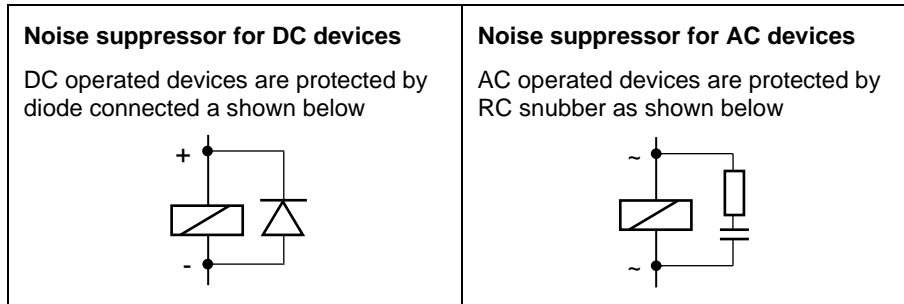 Noise suppressor for DC devices
DC operated devices are protected by
diode connected a shown below
+
-
Noise suppressor for AC devices
AC operated devices are protected by
RC snubber as shown below
~
~